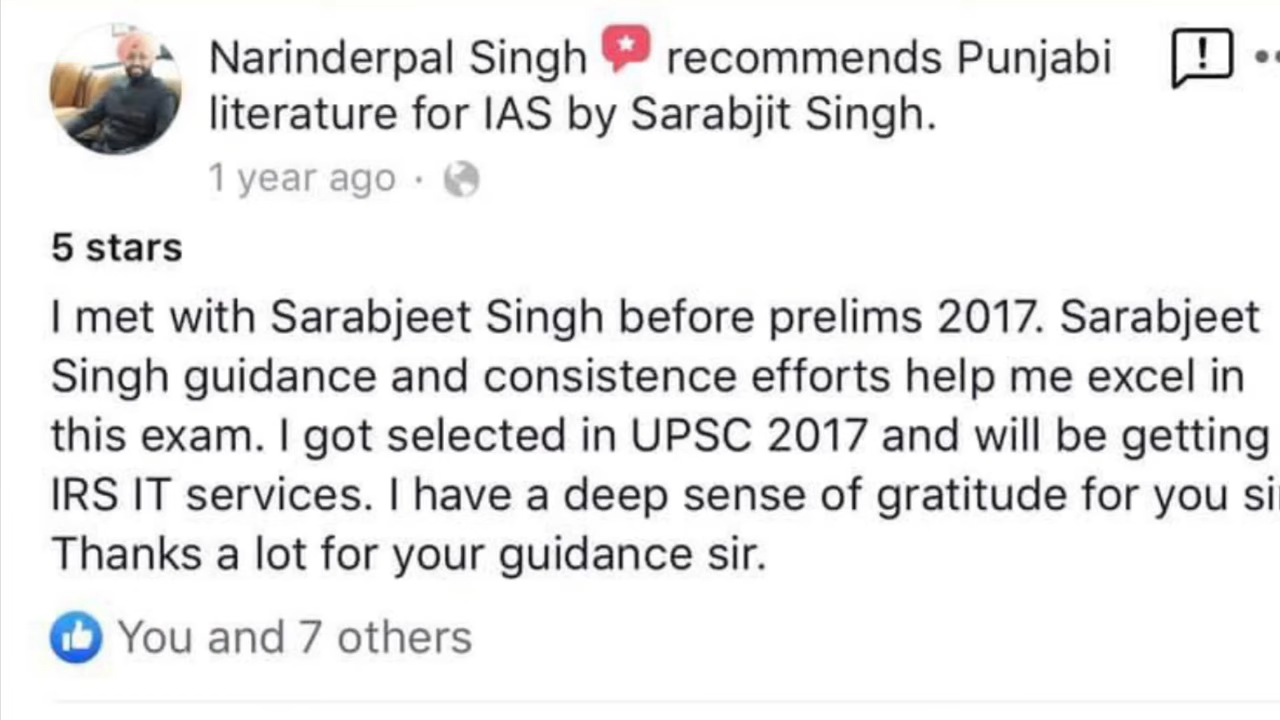 Narinderpal Singh recommends Punjabi
literature for IAS by Sarabjit Singh.
1 year ago ·
5 stars
I met with Sarabjeet Singh before prelims 2017. Sarabjeet
Singh guidance and consistence efforts help me excel in
this exam. I got selected in UPSC 2017 and will be getting
IRS IT services. I have a deep sense of gratitude for you
Thanks a lot for your guidance sir.
You and 7 others